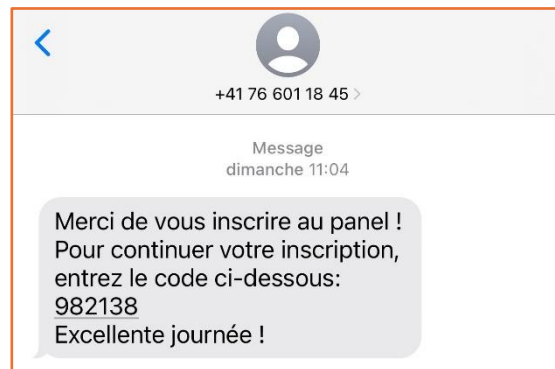 +41 76 601 18 45
Message
dimanche 11:04
Merci de vous inscrire au panel !
Pour continuer votre inscription,
entrez le code ci-dessous:
982138
Excellente journée !